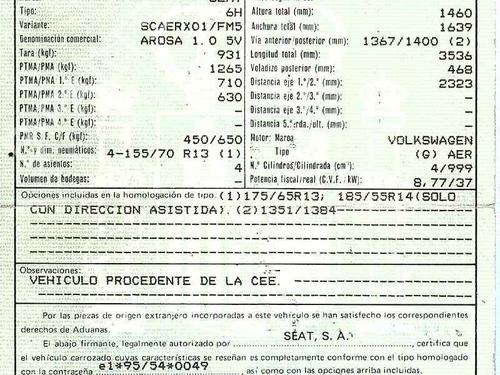 SEAT
Tipo: 6H Altura total (mm): 1460
Variante: SCAERX01/FM5 Anchura total (mm): 1639
Denominación comercial: AROSA 1.0 5V Vía anterior/posterior (mm): 1367/1400 (2)
Tara (kgf) 931 Longitud total (mm): 3536
PTMA/PMA (kgf): 1265 Voladizo posterior (mm): 468
PTMA/PMA 1.º E (kgf): 710 Distancia eje 1.º/2.º (mm): 2323
PTMA/PMA 2.º E (kgf): 630 Distancia eje 2.º/3.º (mm): -
PTMA/PMA 3.º E (kgf): - Distancia eje 3.º/4.º (mm): -
PTMA/PMA 4.º E (kgf): - Distancia 5.ª rda./últ. (mm): -
PMR S. F. C/F (kgf): 450/650 Motor: Marca VOLKSWAGEN
N.º y dim. neumáticos: 4-155/70 R13 (1) Tipo (G) AER
N.º de asientos: 4 N.º Cilindros/Cilindrada (cm³): 4/999
Volumen de bodegas: - Potencia fiscal/real (C.V.F./kW) 8,77/37
Opciones incluidas en la homologación de tipo: (1)175/65R13; 185/55R14(SOLO
CON DIRECCION ASISTIDA). (2)1351/1384
Observaciones:
VEHICULO PROCEDENTE DE LA CEE.
Por las piezas de origen extranjero incorporadas a este vehículo se han satisfecho los correspondientes
derechos de Aduanas.
El abajo firmante, legalmente autorizado por SEAT, S. A., certifica que
el vehículo carrozado cuyas características se reseñan es completamente conforme con el tipo homologado
con la contraseña e1*95/54*0049, así como con las opciones arriba incluidas.